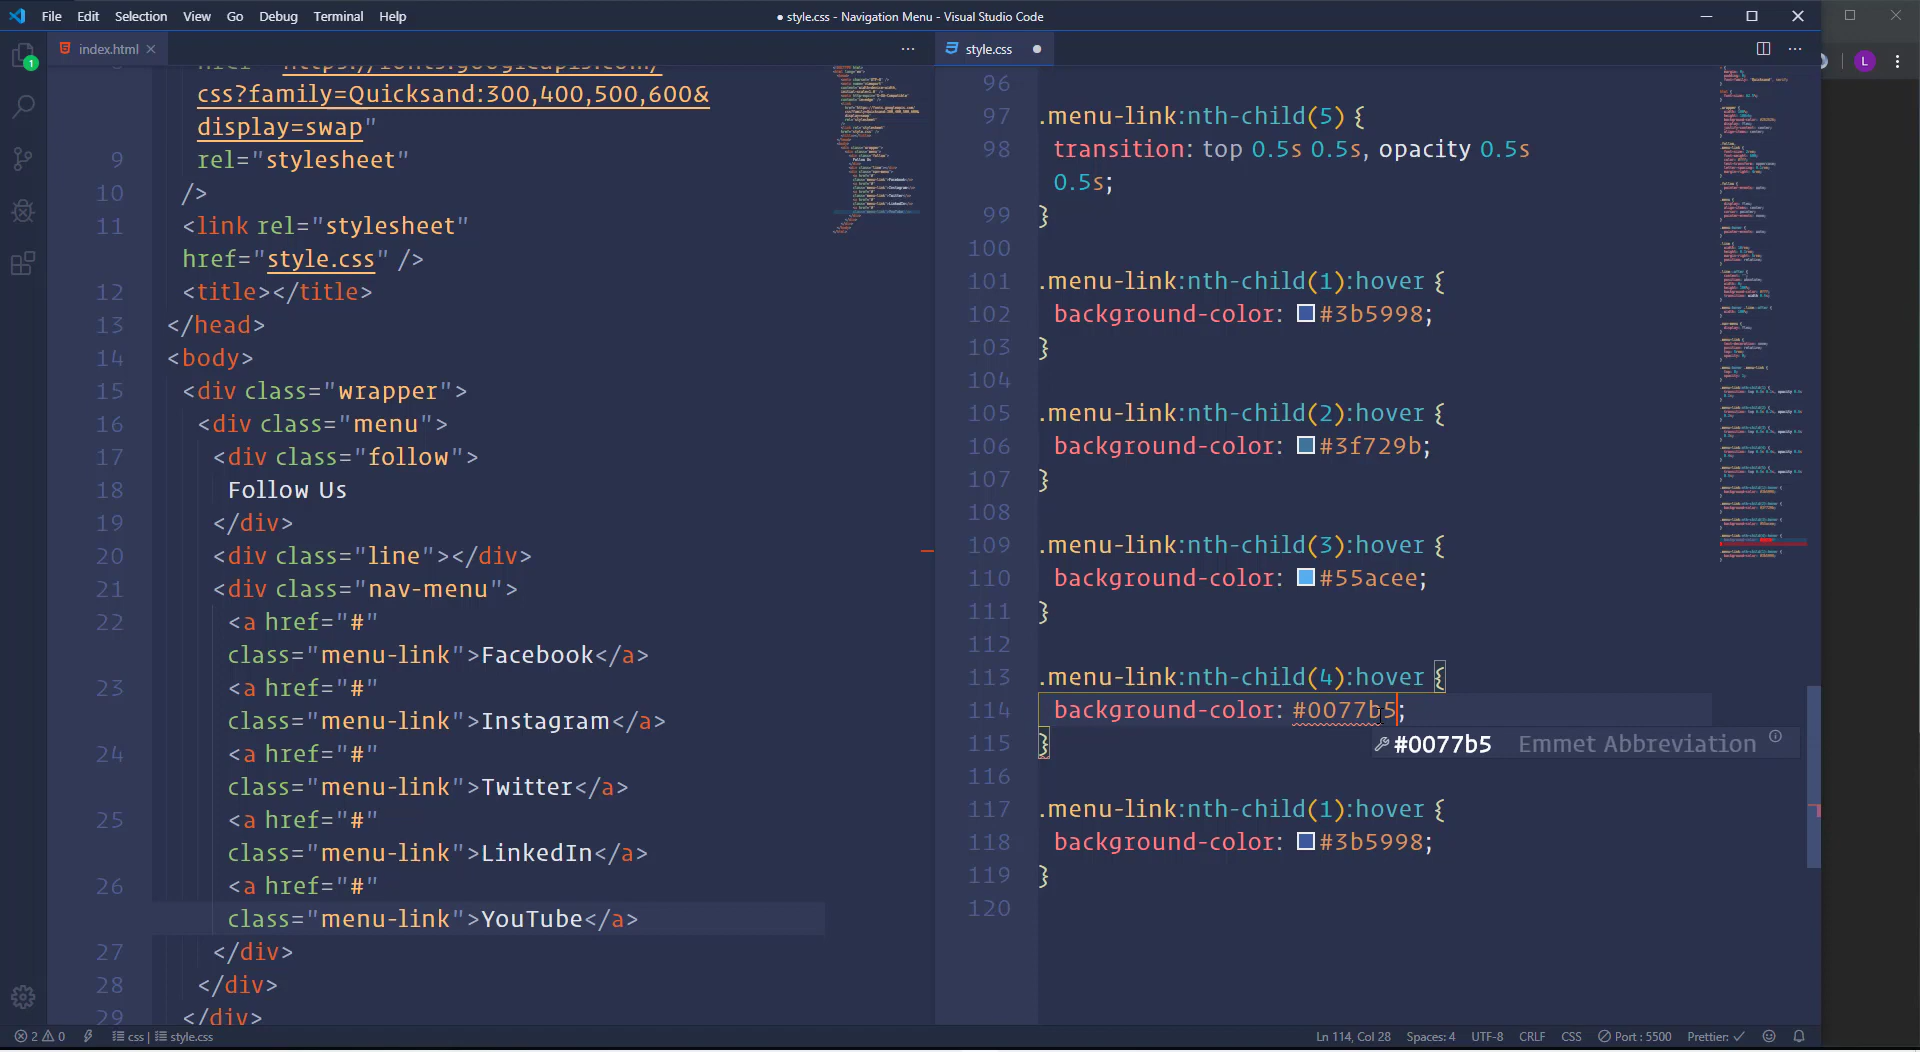 File Edit Selection View Go Debug Terminal Help
● style.css - Navigation Menu - Visual Studio Code
L
1
index.html
style.css
href="https://fonts.googleapis.com/
css?family=Quicksand:300,400,500,600&
display=swap"
9 rel="stylesheet"
10 />
11 <link rel="stylesheet"
href="style.css" />
12 <title></title>
13 </head>
14 <body>
15 <div class="wrapper">
16 <div class="menu">
17 <div class="follow">
18 Follow Us
19 </div>
20 <div class="line"></div>
21 <div class="nav-menu">
22 <a href="#"
class="menu-link">Facebook</a>
23 <a href="#"
class="menu-link">Instagram</a>
24 <a href="#"
class="menu-link">Twitter</a>
25 <a href="#"
class="menu-link">LinkedIn</a>
26 <a href="#"
class="menu-link">YouTube</a>
27 </div>
28 </div>
29 </div>
96
97 .menu-link:nth-child(5) {
98 transition: top 0.5s 0.5s, opacity 0.5s
0.5s;
99 }
100
101 .menu-link:nth-child(1):hover {
102 background-color: #3b5998;
103 }
104
105 .menu-link:nth-child(2):hover {
106 background-color: #3f729b;
107 }
108
109 .menu-link:nth-child(3):hover {
110 background-color: #55acee;
111 }
112
113 .menu-link:nth-child(4):hover {
114 background-color: #0077b5;
115 }
#0077b5 Emmet Abbreviation
116
117 .menu-link:nth-child(1):hover {
118 background-color: #3b5998;
119 }
120
2 0 css | style.css Ln 114, Col 28 Spaces: 4 UTF-8 CRLF CSS Port : 5500 Prettier: ✓